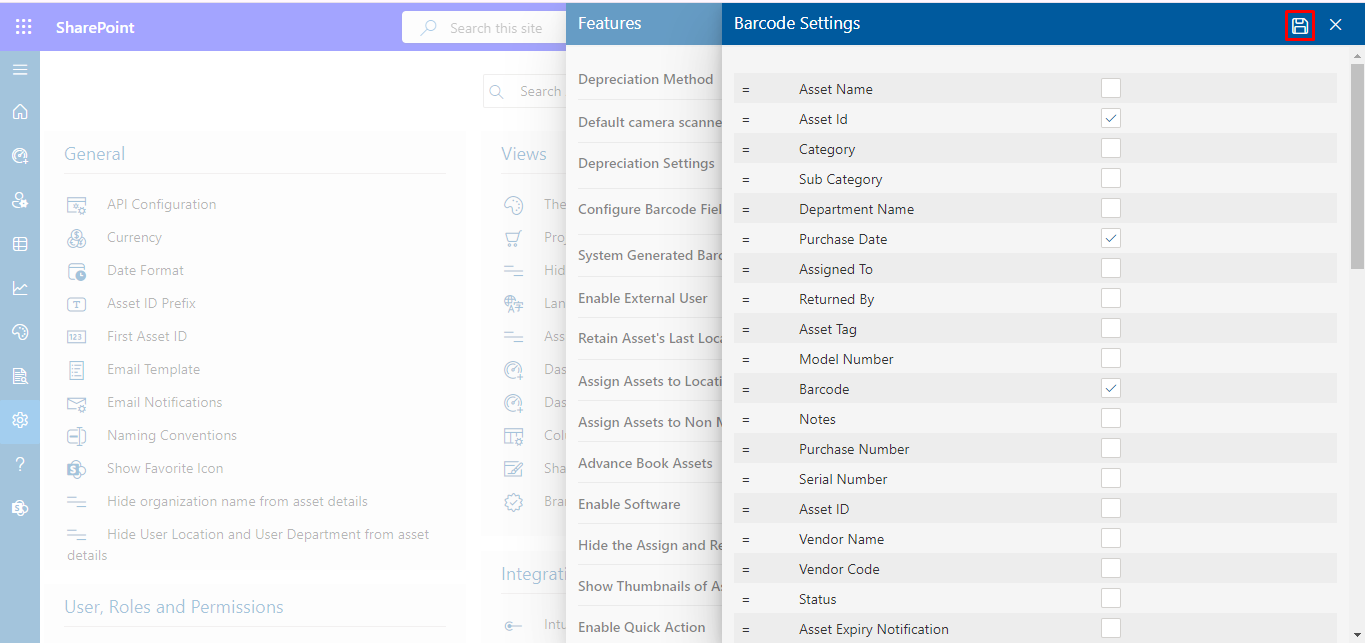 SharePoint
Search this site
Search
General
API Configuration
Currency
Date Format
Asset ID Prefix
First Asset ID
Email Template
Email Notifications
Naming Conventions
Show Favorite Icon
Hide organization name from asset details
Hide User Location and User Department from asset
details
User, Roles and Permissions
Views
The
Proj
Hid
Lan
Ass
Das
Das
Colu
Sha
Bran
Integrati
Intu
Features
Depreciation Method
Default camera scanne
Depreciation Settings
Configure Barcode Fiel
System Generated Barc
Enable External User
Retain Asset's Last Loca
Assign Assets to Locati
Assign Assets to Non M
Advance Book Assets
Enable Software
Hide the Assign and Re
Show Thumbnails of As
Enable Quick Action
Barcode Settings
= Asset Name
= Asset Id
= Category
= Sub Category
= Department Name
= Purchase Date
= Assigned To
= Returned By
= Asset Tag
= Model Number
= Barcode
= Notes
= Purchase Number
= Serial Number
= Asset ID
= Vendor Name
= Vendor Code
= Status
= Asset Expiry Notification